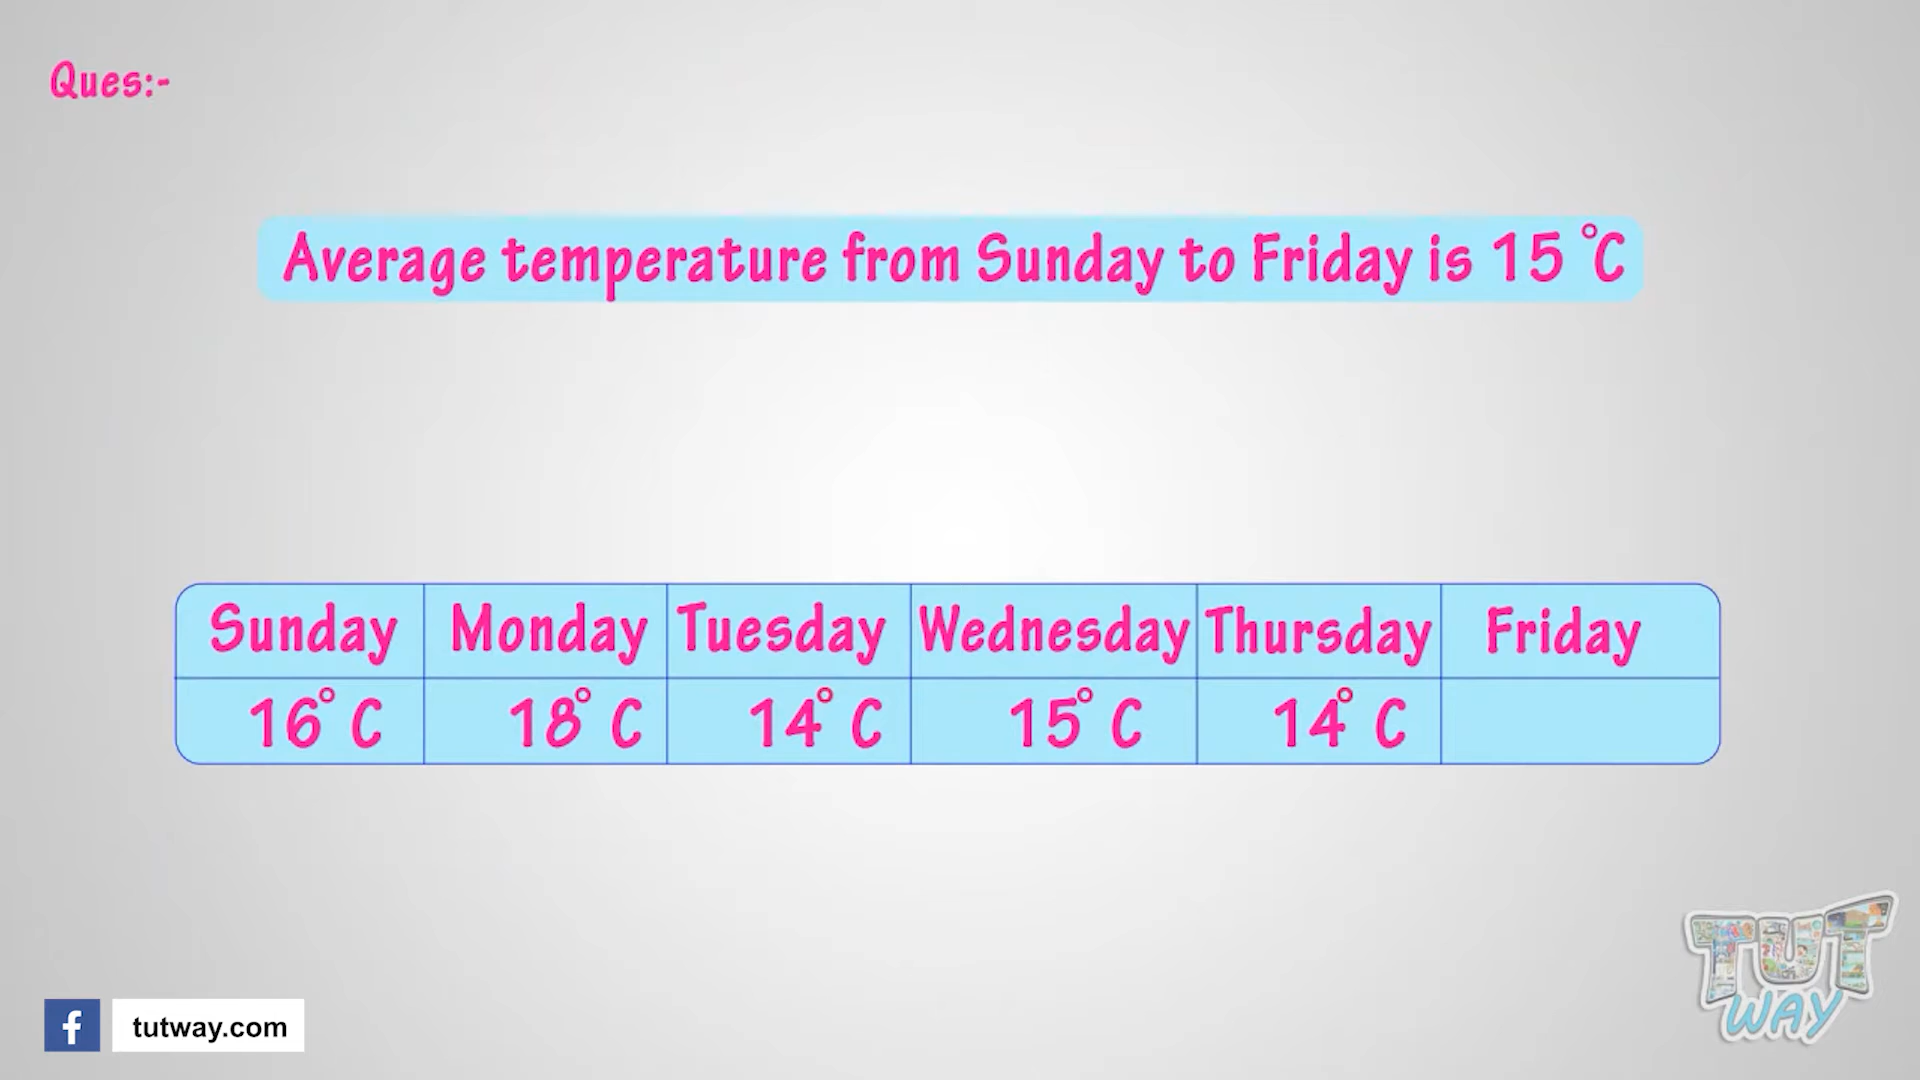 Ques:-
Average temperature from Sunday to Friday is 15 °C
Sunday Monday Tuesday Wednesday Thursday Friday
16° C 18° C 14° C 15° C 14° C
TUT
WAY
f tutway.com